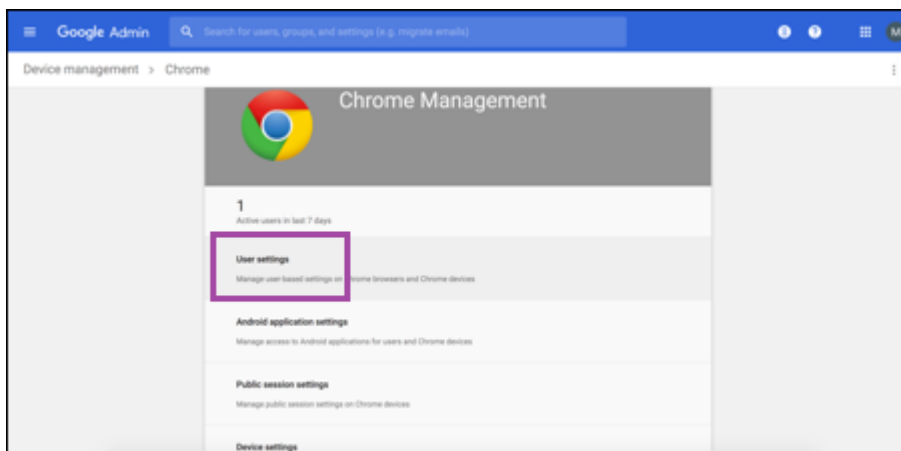 Google Admin
Search for users, groups, and settings (e.g. migrate emails)
M
Device management > Chrome
Chrome Management
1
Active users in last 7 days
User settings
Manage user-based settings on Chrome browsers and Chrome devices
Android application settings
Manage access to Android applications for users and Chrome devices
Public session settings
Manage public session settings on Chrome devices
Device settings